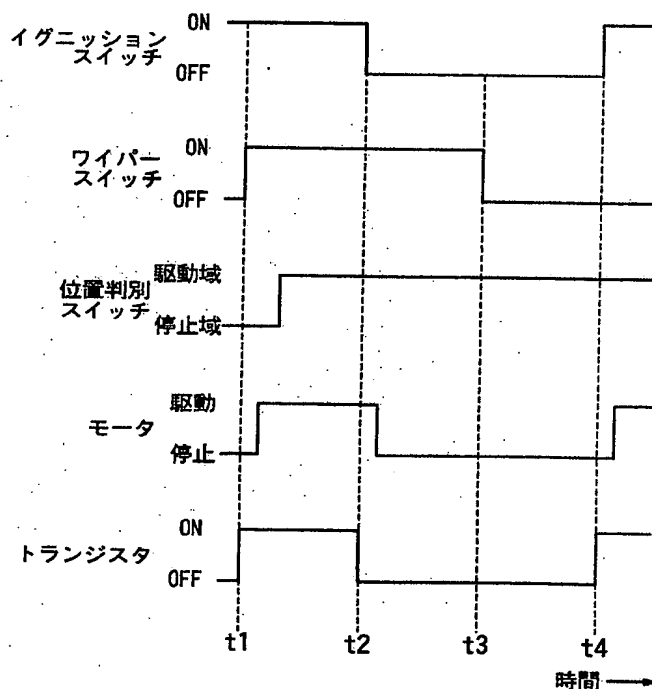 ON
イグニッション
スイッチ
OFF
ON
ワイパー
スイッチ
OFF
駆動域
位置判別
スイッチ
停止域
駆動
モータ
停止
ON
トランジスタ
OFF
t1 t2 t3 t4
時間